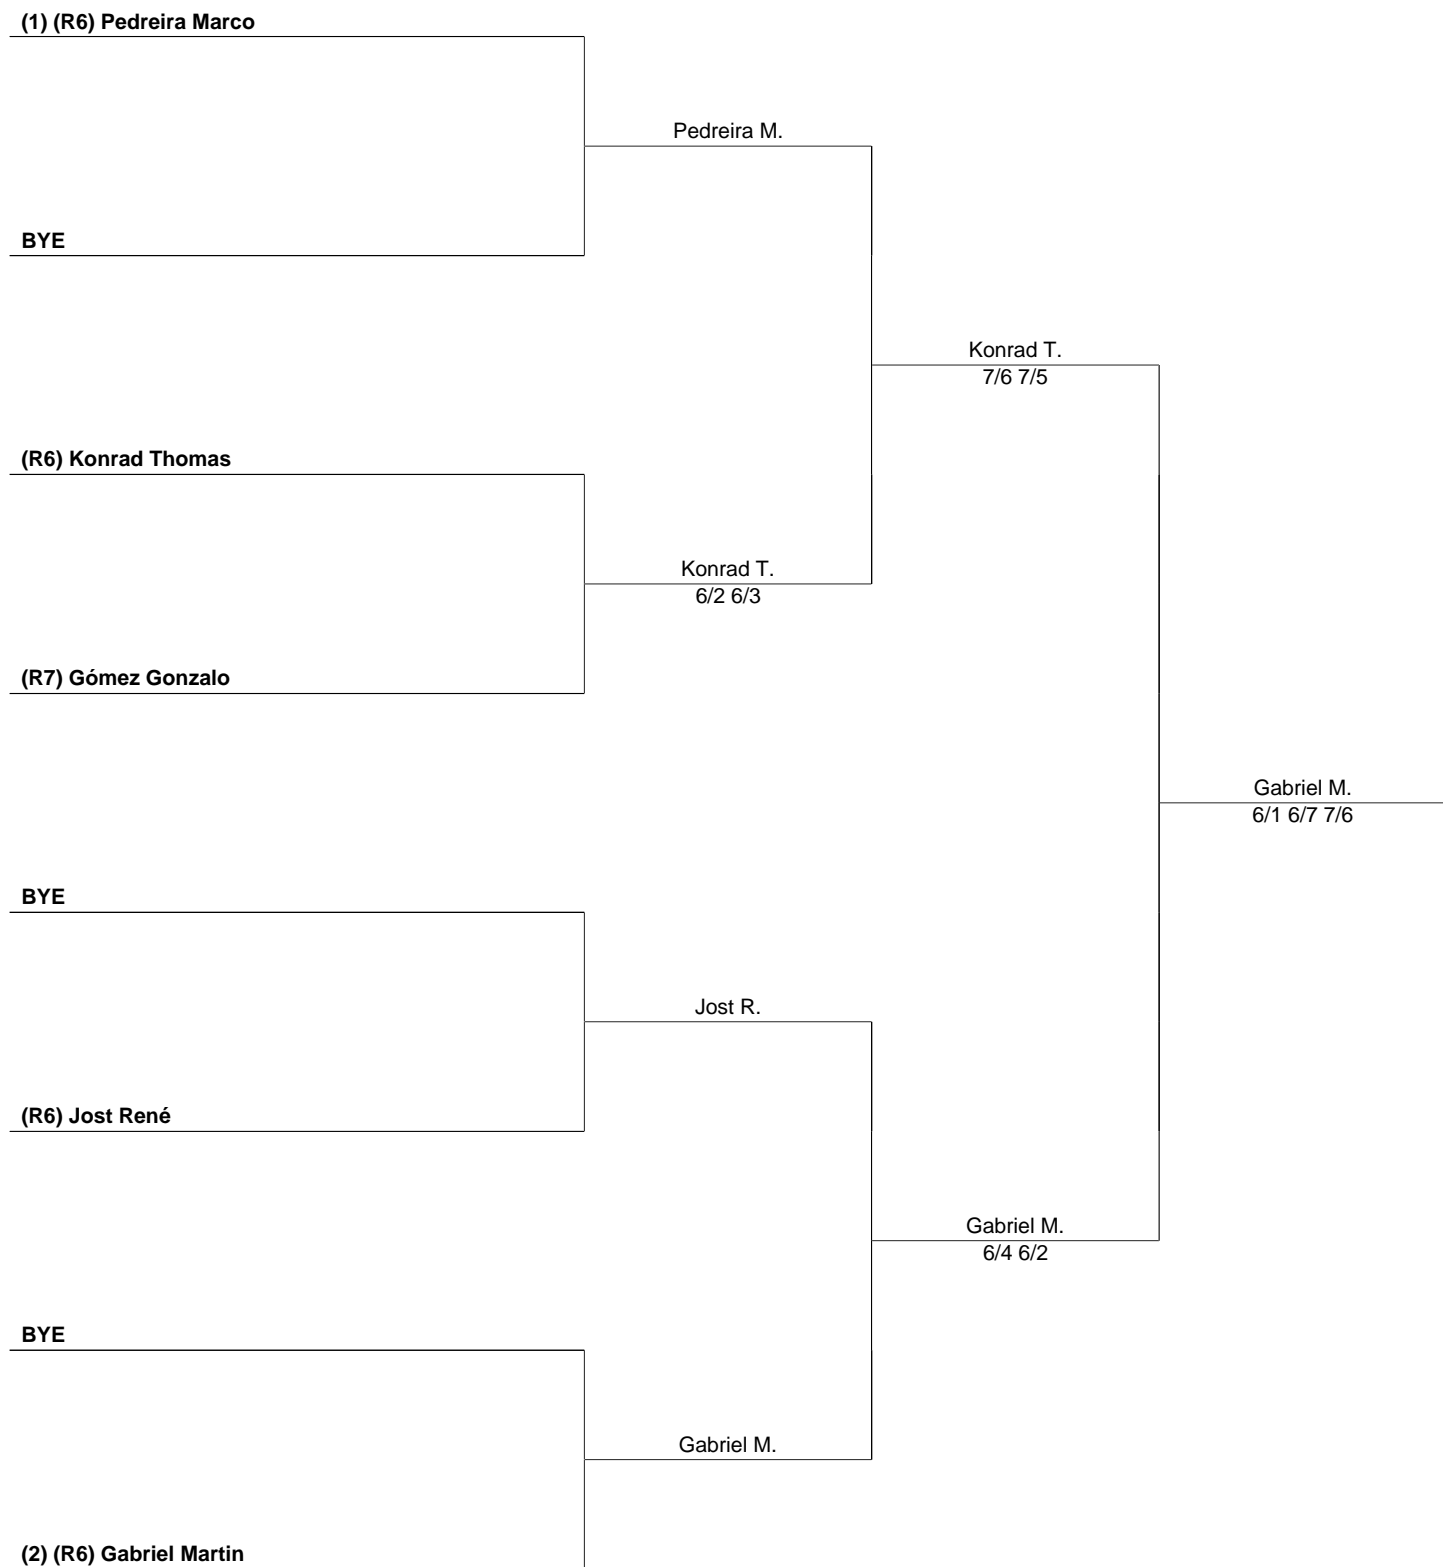 (1) (R6) Pedreira Marco
Pedreira M.
BYE
Konrad T.
7/6 7/5
(R6) Konrad Thomas
Konrad T.
6/2 6/3
(R7) Gómez Gonzalo
Gabriel M.
6/1 6/7 7/6
BYE
Jost R.
(R6) Jost René
Gabriel M.
6/4 6/2
BYE
Gabriel M.
(2) (R6) Gabriel Martin